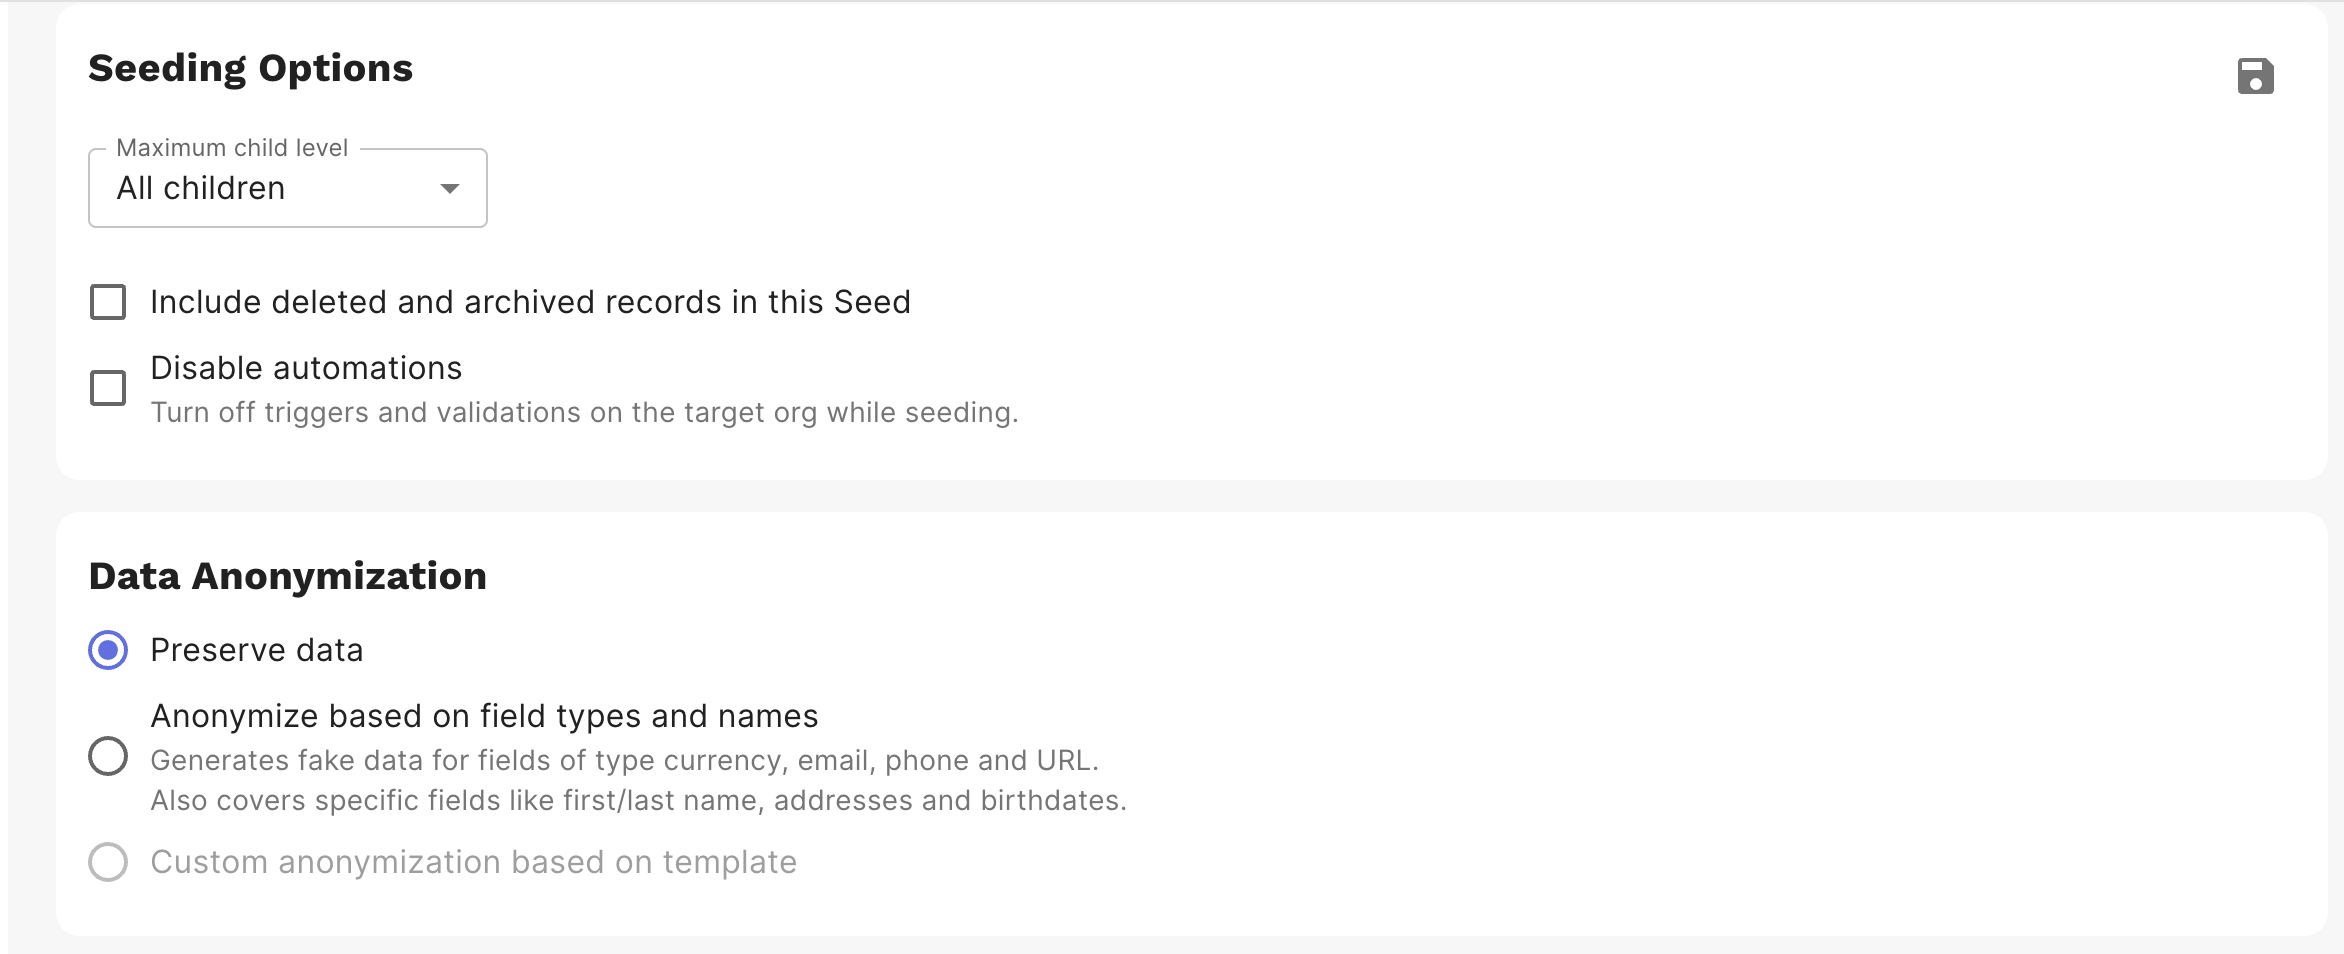 Seeding Options
Maximum child level
All children
Include deleted and archived records in this Seed
Disable automations
Turn off triggers and validations on the target org while seeding.
Data Anonymization
Preserve data
Anonymize based on field types and names
Generates fake data for fields of type currency, email, phone and URL.
Also covers specific fields like first/last name, addresses and birthdates.
Custom anonymization based on template